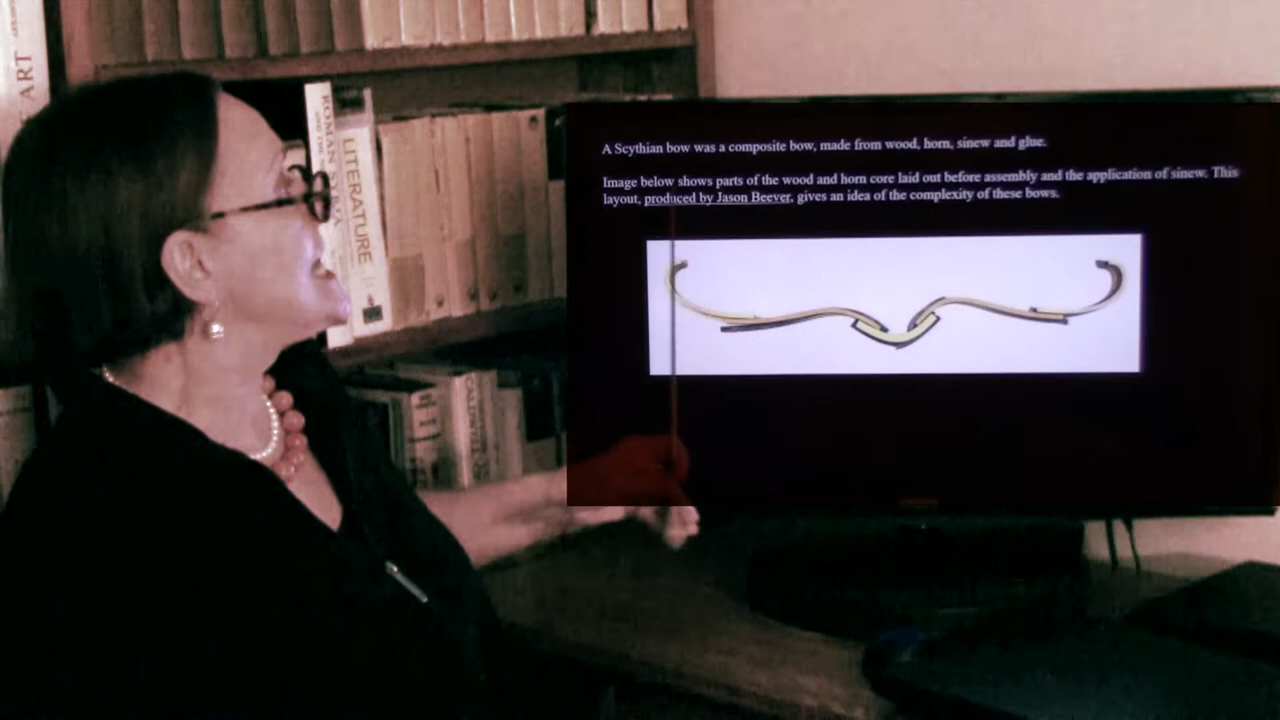 ART
ROMAN SYRIA
LITERATURE
A Scythian bow was a composite bow, made from wood, horn, sinew and glue.
Image below shows parts of the wood and horn core laid out before assembly and the application of sinew. This
layout, produced by Jason Beever, gives an idea of the complexity of these bows.